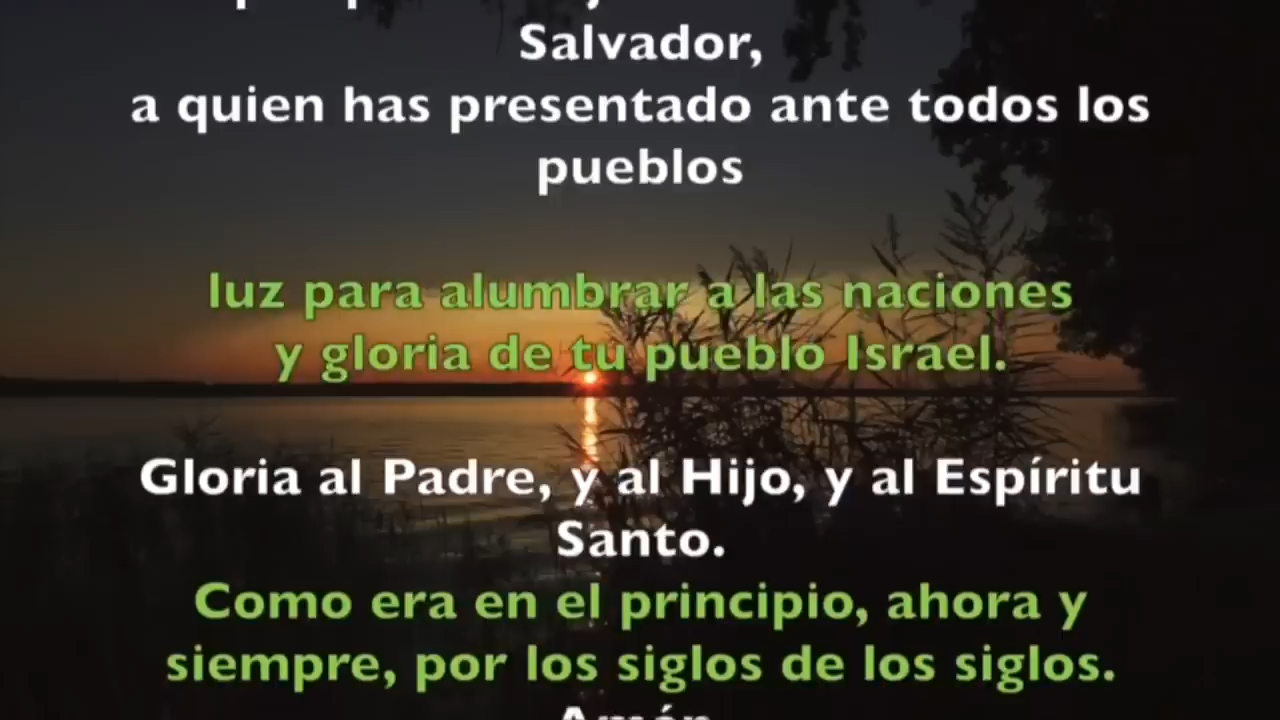 Salvador,
a quien has presentado ante todos los
pueblos
luz para alumbrar a las naciones
y gloria de tu pueblo Israel.
Gloria al Padre, y al Hijo, y al Espíritu
Santo.
Como era en el principio, ahora y
siempre, por los siglos de los siglos.
Amén.